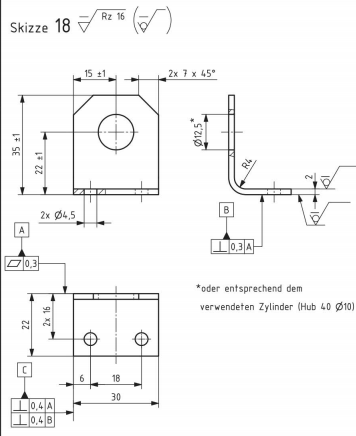 Skizze 18 Rz 16
15 ±1
2x 7 x 45°
35 ±1
22 ±1
Ø12,5*
R4
2
2x Ø4,5
B
⊥ 0,3 A
A
⏥ 0,3
*oder entsprechend dem
verwendeten Zylinder (Hub 40 Ø10)
22
2x 16
6
18
30
C
⊥ 0,4 A
⊥ 0,4 B